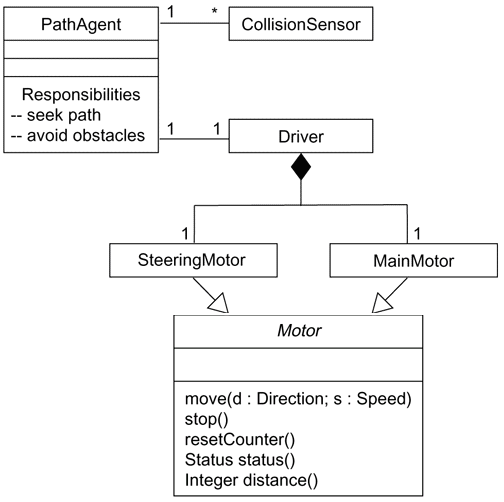 PathAgent
1
*
CollisionSensor
Responsibilities
-- seek path
-- avoid obstacles
1
1
Driver
1
1
SteeringMotor
MainMotor
Motor
move(d : Direction; s : Speed)
stop()
resetCounter()
Status status()
Integer distance()